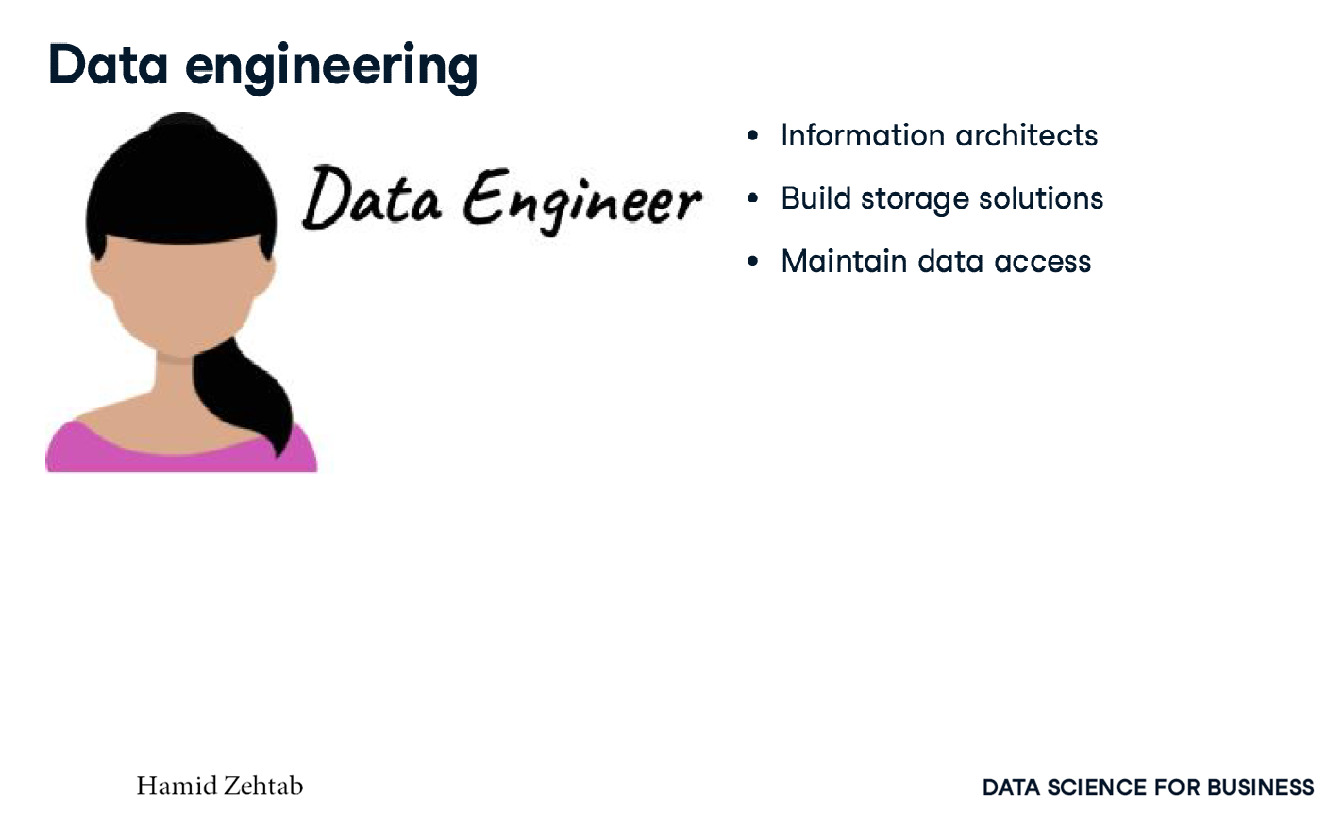 Data engineering
Data Engineer
• Information architects
• Build storage solutions
• Maintain data access
Hamid Zehtab
DATA SCIENCE FOR BUSINESS